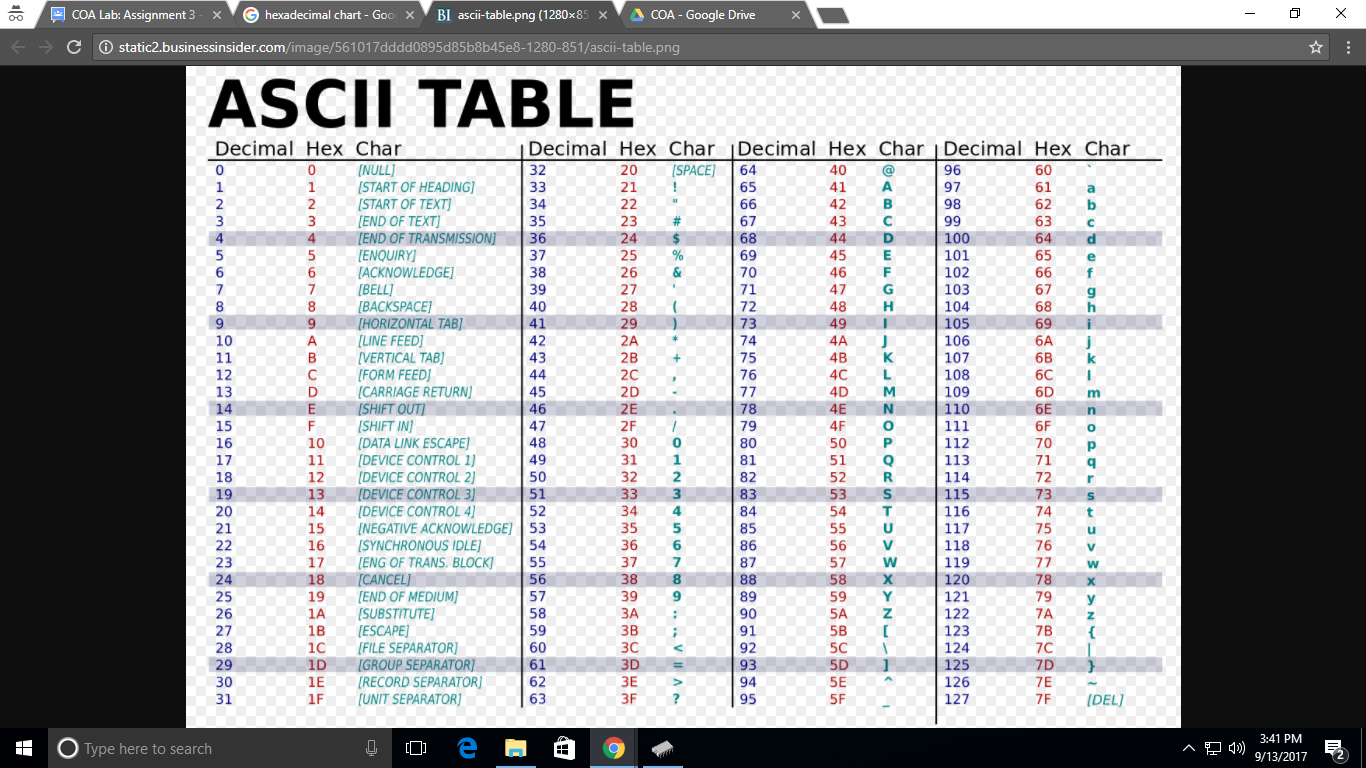 COA Lab: Assignment 3 -
hexadecimal chart - Goo
BI ascii-table.png (1280×85
COA - Google Drive
static2.businessinsider.com/image/561017dddd0895d85b8b45e8-1280-851/ascii-table.png
ASCII TABLE
Decimal Hex Char Decimal Hex Char Decimal Hex Char Decimal Hex Char
0 0 [NULL] 32 20 [SPACE] 64 40 @ 96 60 `
1 1 [START OF HEADING] 33 21 ! 65 41 A 97 61 a
2 2 [START OF TEXT] 34 22 " 66 42 B 98 62 b
3 3 [END OF TEXT] 35 23 # 67 43 C 99 63 c
4 4 [END OF TRANSMISSION] 36 24 $ 68 44 D 100 64 d
5 5 [ENQUIRY] 37 25 % 69 45 E 101 65 e
6 6 [ACKNOWLEDGE] 38 26 & 70 46 F 102 66 f
7 7 [BELL] 39 27 ' 71 47 G 103 67 g
8 8 [BACKSPACE] 40 28 ( 72 48 H 104 68 h
9 9 [HORIZONTAL TAB] 41 29 ) 73 49 I 105 69 i
10 A [LINE FEED] 42 2A * 74 4A J 106 6A j
11 B [VERTICAL TAB] 43 2B + 75 4B K 107 6B k
12 C [FORM FEED] 44 2C , 76 4C L 108 6C l
13 D [CARRIAGE RETURN] 45 2D - 77 4D M 109 6D m
14 E [SHIFT OUT] 46 2E . 78 4E N 110 6E n
15 F [SHIFT IN] 47 2F / 79 4F O 111 6F o
16 10 [DATA LINK ESCAPE] 48 30 0 80 50 P 112 70 p
17 11 [DEVICE CONTROL 1] 49 31 1 81 51 Q 113 71 q
18 12 [DEVICE CONTROL 2] 50 32 2 82 52 R 114 72 r
19 13 [DEVICE CONTROL 3] 51 33 3 83 53 S 115 73 s
20 14 [DEVICE CONTROL 4] 52 34 4 84 54 T 116 74 t
21 15 [NEGATIVE ACKNOWLEDGE] 53 35 5 85 55 U 117 75 u
22 16 [SYNCHRONOUS IDLE] 54 36 6 86 56 V 118 76 v
23 17 [ENG OF TRANS. BLOCK] 55 37 7 87 57 W 119 77 w
24 18 [CANCEL] 56 38 8 88 58 X 120 78 x
25 19 [END OF MEDIUM] 57 39 9 89 59 Y 121 79 y
26 1A [SUBSTITUTE] 58 3A : 90 5A Z 122 7A z
27 1B [ESCAPE] 59 3B ; 91 5B [ 123 7B {
28 1C [FILE SEPARATOR] 60 3C < 92 5C \ 124 7C |
29 1D [GROUP SEPARATOR] 61 3D = 93 5D ] 125 7D }
30 1E [RECORD SEPARATOR] 62 3E > 94 5E ^ 126 7E ~
31 1F [UNIT SEPARATOR] 63 3F ? 95 5F _ 127 7F [DEL]
Type here to search
3:41 PM
9/13/2017
2